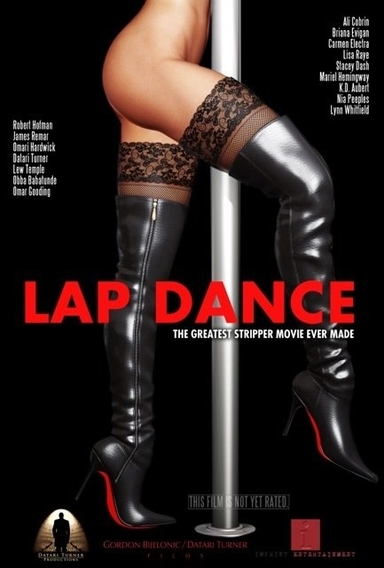 Ali Cobrin
Briana Evigan
Carmen Electra
Lisa Raye
Stacey Dash
Mariel Hemingway
K.D. Aubert
Nia Peeples
Lynn Whitfield
Robert Hofman
James Remar
Omari Hardwick
Datari Turner
Lew Temple
Obba Babatunde
Omar Gooding
LAP DANCE
THE GREATEST STRIPPER MOVIE EVER MADE
THIS FILM IS NOT YET RATED
DATARI TURNER
PRODUCTIONS
GORDON BIJELONIC / DATARI TURNER
FILMS
i
IMPRINT ENTERTAINMENT